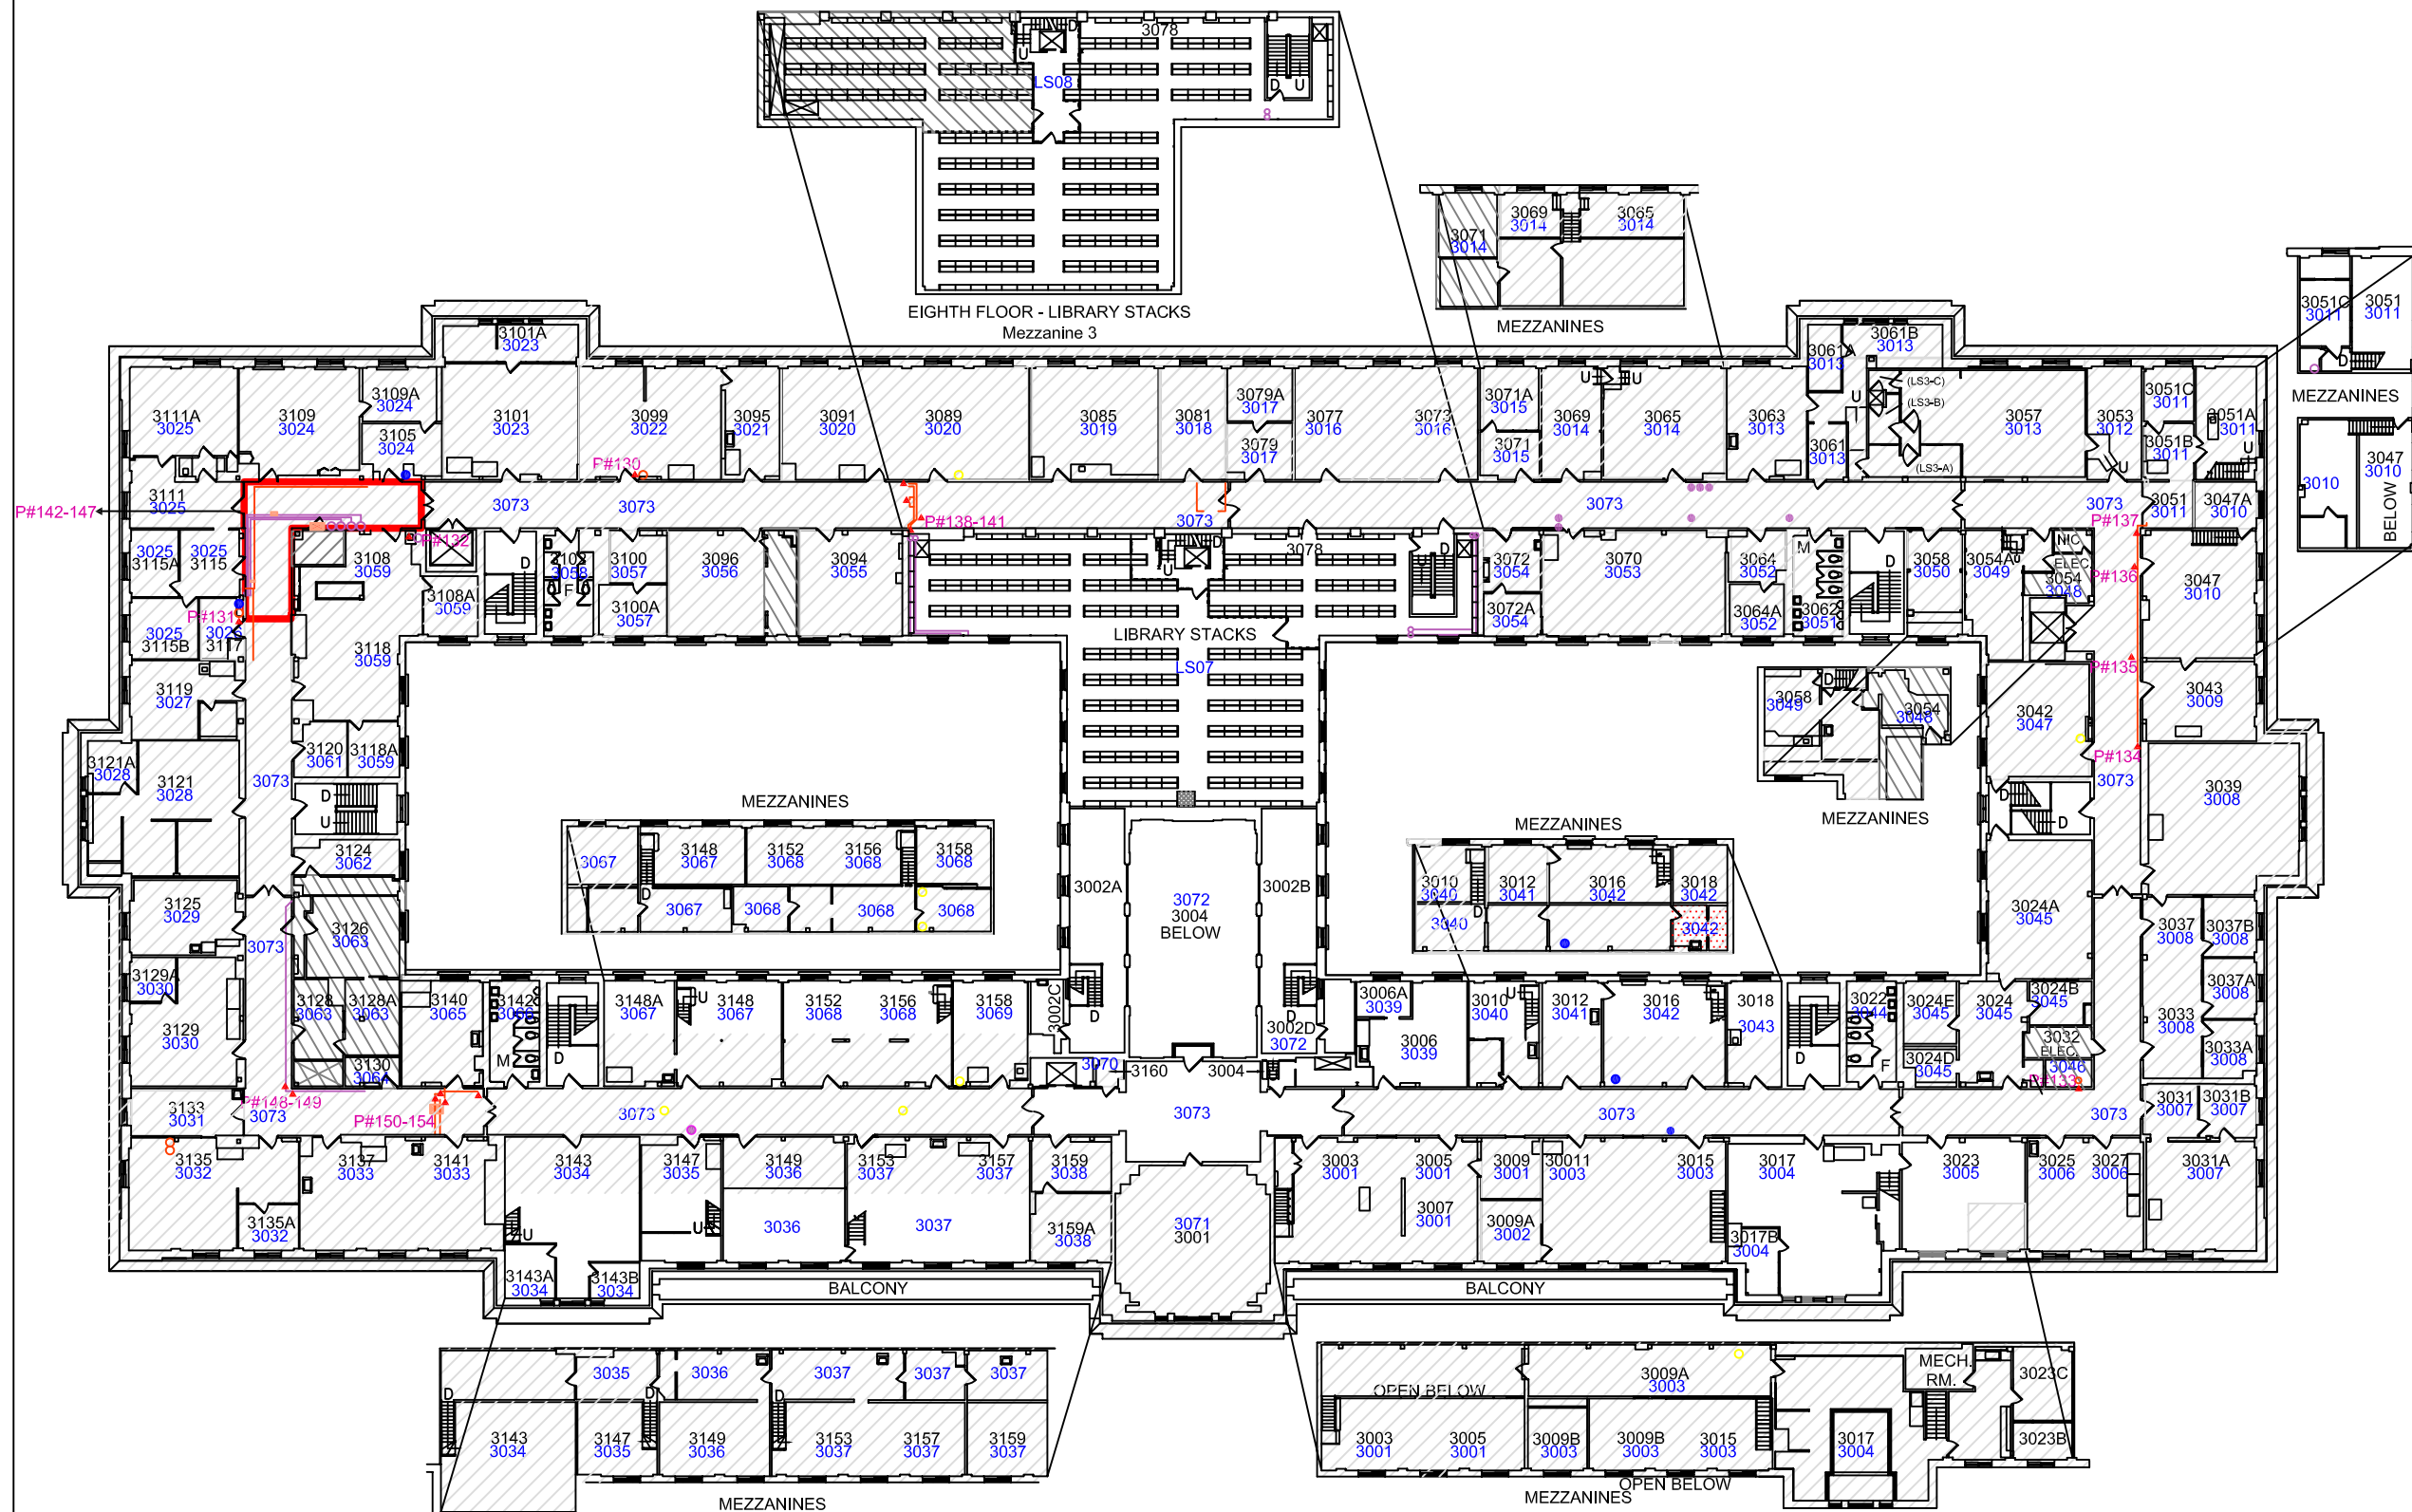 3078
D
U
LS08
D U
EIGHTH FLOOR - LIBRARY STACKS
Mezzanine 3
3069
3014
3065
3014
3071
3014
MEZZANINES
3051C
3011
3051
3011
D
MEZZANINES
3010
3047
3010
BELOW
3101A
3023
3061A
3013
3061B
3013
3111A
3025
3109
3024
3109A
3024
3105
3024
3101
3023
3099
3022
3095
3021
3091
3020
3089
3020
3085
3019
3081
3018
3079A
3017
3079
3017
3077
3016
3073
3016
3071A
3015
3071
3015
U U
3069
3014
3065
3014
3063
3013
3061
3013
U
(LS3-C)
(LS3-B)
(LS3-A)
3057
3013
3053
3012
U
3051C
3011
3051A
3011
3051B
3011
U
P#130
3111
3025
P#142-147
3073
3073
P#138-141
3073
3073
3073
P#137
3051
3011
3047A
3010
P#132
3025
3115A
3025
3115
3108
3059
3108A
3059
D
3102
3058
F
3100
3057
3100A
3057
3096
3056
3094
3055
3078
U
D
3072
3054
3072A
3054
3070
3053
3064
3052
3064A
3052
M
3062
3051
D
3058
3050
3054A
3049
NIC
ELEC
3054
3048
P#136
3047
3010
P#131
3025
3115B
3026
3117
3118
3059
LIBRARY STACKS
LS07
P#135
3119
3027
3058
3049
D
3054
3048
MEZZANINES
3042
3047
3043
3009
P#134
3073
3120
3061
3118A
3059
3121A
3028
3121
3028
3073
D
U
D
D
3039
3008
MEZZANINES
3067
3148
3067
3152
3068
3156
3068
3158
3068
D
3067
3068
3068
3068
MEZZANINES
3010
3040
3012
3041
3016
3042
3018
3042
3040
D
3042
3124
3062
3002A
3072
3004
BELOW
3002B
3024A
3045
3125
3029
3126
3063
3073
3037
3008
3037B
3008
3129A
3030
3129
3030
3128
3063
3128A
3063
3130
3064
3140
3065
3142
3066
M
D
3148A
3067
U
3148
3067
3152
3068
3156
3068
3158
3069
3002C
D
D
3002D
3072
3006A
3039
3006
3039
3010
3040
U
3012
3041
3016
3042
3018
3043
D
3022
3044
F
3024E
3045
3024
3045
3024B
3045
3024D
3045
3032
ELEC
3046
P#133
3037A
3008
3033
3008
3033A
3008
3070
3160
3004
3133
3031
P#148-149
3073
P#150-154
3073
3073
3073
3073
3031
3007
3031B
3007
3135
3032
3135A
3032
3137
3033
3141
3033
3143
3034
U
3143A
3034
3143B
3034
3147
3035
U
3149
3036
3036
3153
3037
3157
3037
3037
3159
3038
3159A
3038
3071
3001
3003
3001
3005
3001
3007
3001
3009
3001
3009A
3002
30011
3003
3015
3003
3017
3004
3017B
3004
3023
3005
3025
3006
3027
3006
3031A
3007
BALCONY
BALCONY
3035
3036
3037
3037
3037
D
D
D
3143
3034
3147
3035
3149
3036
3153
3037
3157
3037
3159
3037
MEZZANINES
OPEN BELOW
3009A
3003
MECH.
RM.
3023C
3003
3001
3005
3001
3009B
3003
3009B
3003
3015
3003
3017
3004
3023B
OPEN BELOW
MEZZANINES